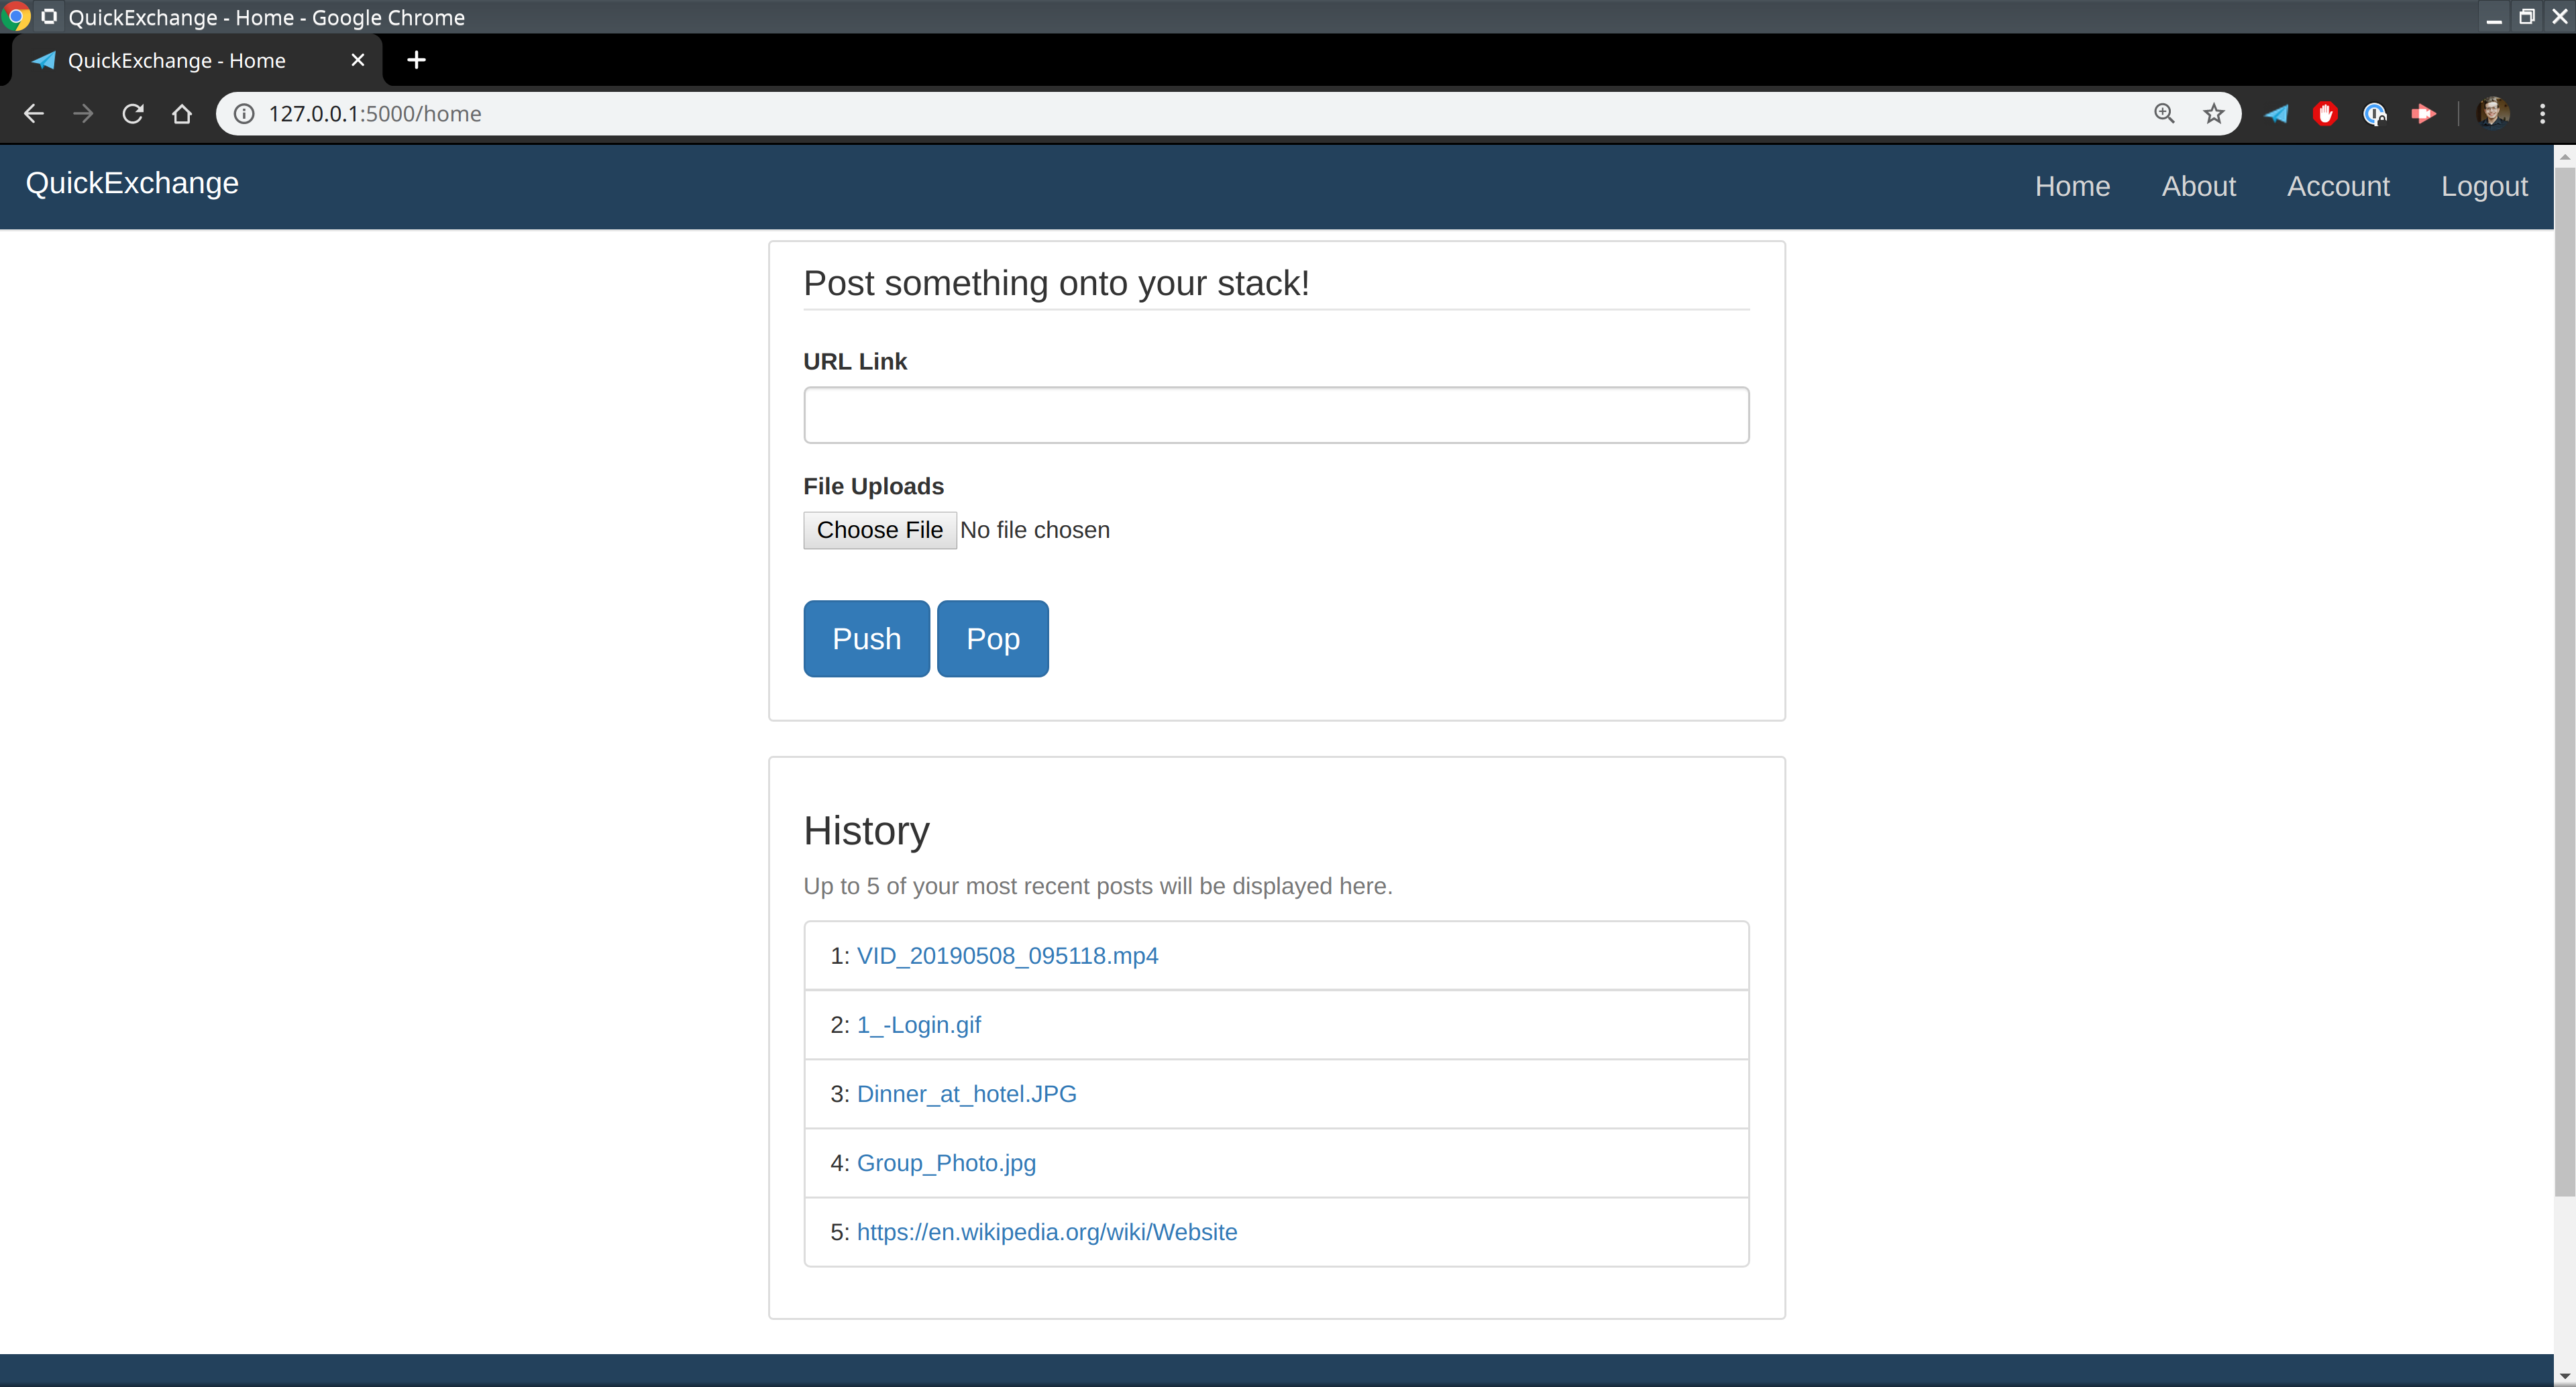 QuickExchange - Home - Google Chrome
QuickExchange - Home
127.0.0.1:5000/home
QuickExchange
Home About Account Logout
Post something onto your stack!
URL Link
File Uploads
Choose File No file chosen
Push Pop
History
Up to 5 of your most recent posts will be displayed here.
1: VID_20190508_095118.mp4
2: 1_-Login.gif
3: Dinner_at_hotel.JPG
4: Group_Photo.jpg
5: https://en.wikipedia.org/wiki/Website